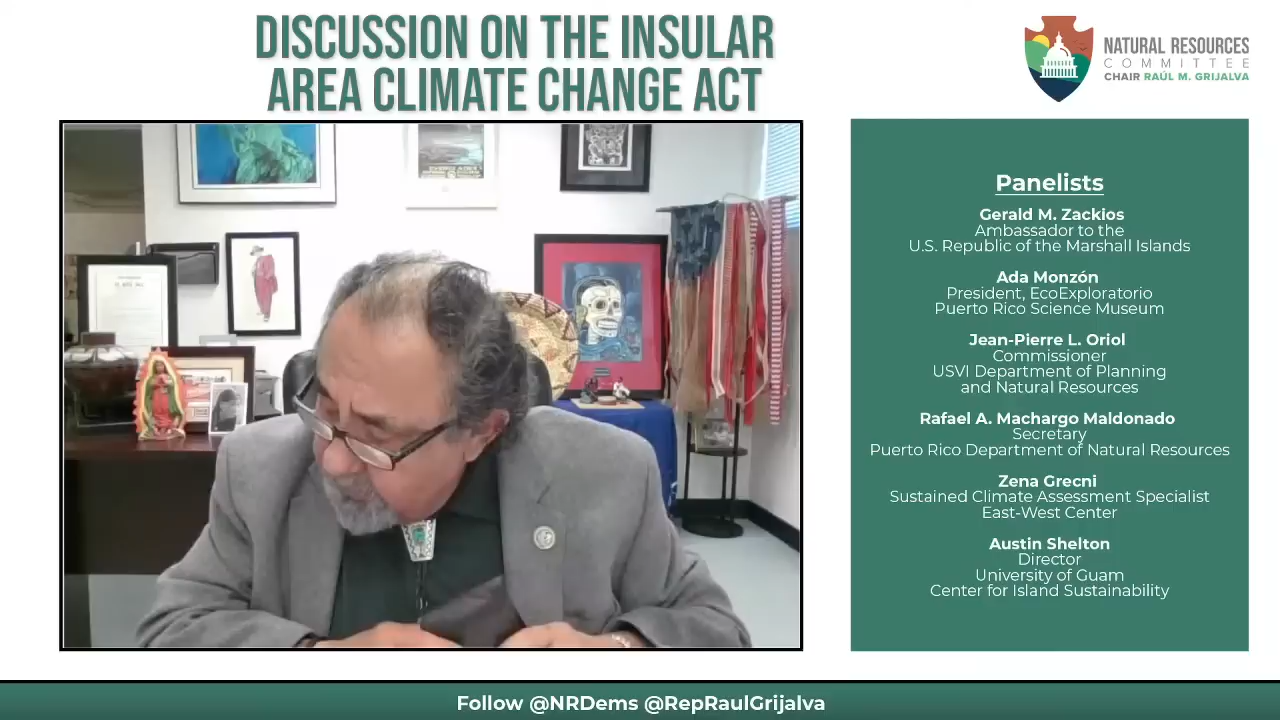 DISCUSSION ON THE INSULAR
AREA CLIMATE CHANGE ACT
NATURAL RESOURCES
COMMITTEE
CHAIR RAÚL M. GRIJALVA
Panelists
Gerald M. Zackios
Ambassador to the
U.S. Republic of the Marshall Islands
Ada Monzón
President, EcoExploratorio
Puerto Rico Science Museum
Jean-Pierre L. Oriol
Commissioner
USVI Department of Planning
and Natural Resources
Rafael A. Machargo Maldonado
Secretary
Puerto Rico Department of Natural Resources
Zena Grecni
Sustained Climate Assessment Specialist
East-West Center
Austin Shelton
Director
University of Guam
Center for Island Sustainability
Follow @NRDems @RepRaulGrijalva